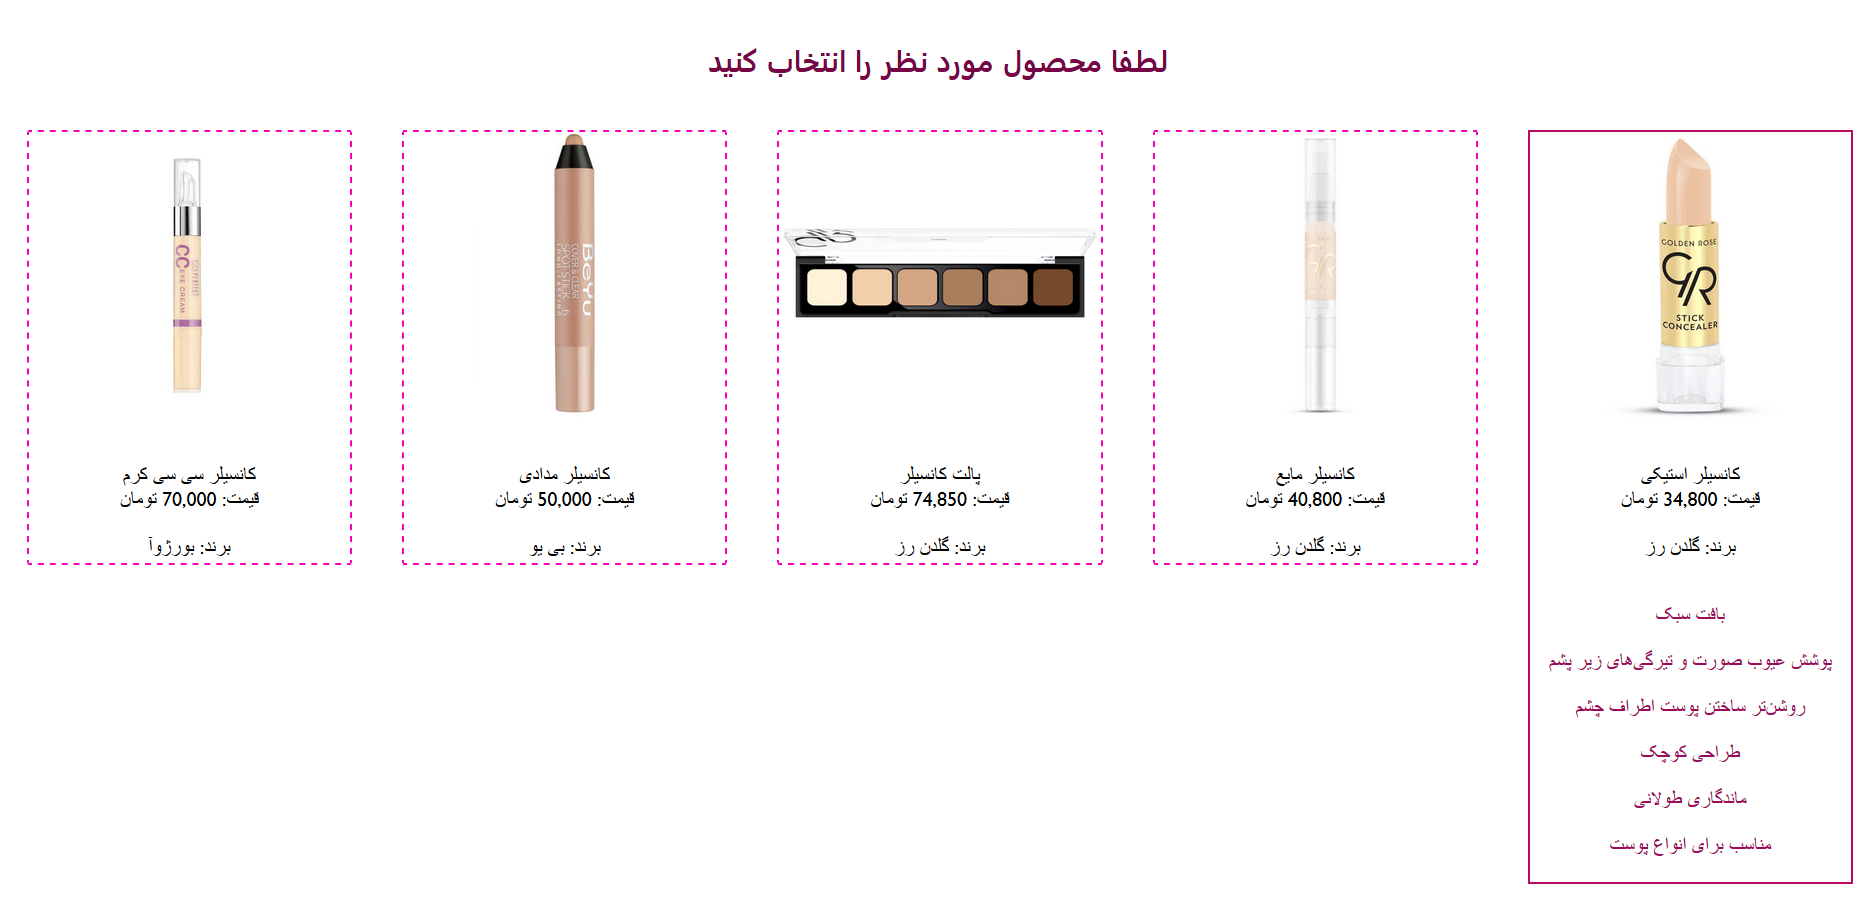 لطفا محصول مورد نظر را انتخاب کنید
GOLDEN ROSE
GR
STICK
CONCEALER
کانسیلر استیکی
قیمت: 34,800 تومان
برند: گلدن رز
بافت سبک
پوشش عیوب صورت و تیرگی‌های زیر پشم
روشن‌تر ساختن پوست اطراف چشم
طراحی کوچک
ماندگاری طولانی
مناسب برای انواع پوست
کانسیلر مایع
قیمت: 40,800 تومان
برند: گلدن رز
پالت کانسیلر
قیمت: 74,850 تومان
برند: گلدن رز
BeYu
COVER & CLEAR
SPOT STICK 6
LONG-LASTING
کانسیلر مدادی
قیمت: 50,000 تومان
برند: بی یو
CC EYE CREAM
کانسیلر سی سی کرم
قیمت: 70,000 تومان
برند: بورژوآ